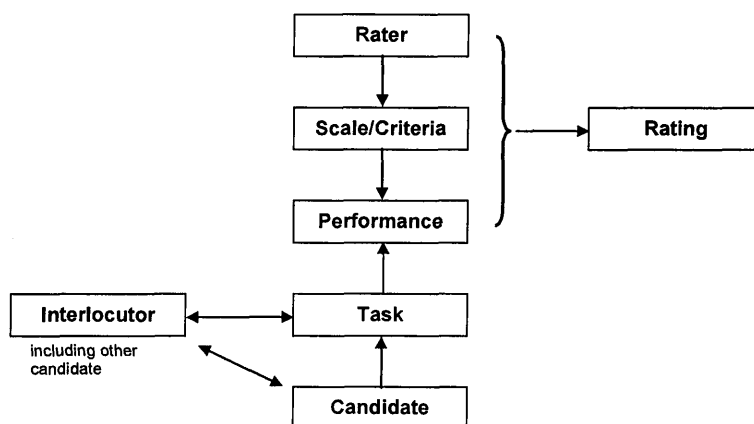 Rater
Scale/Criteria
Rating
Performance
Interlocutor
Task
including other
candidate
Candidate